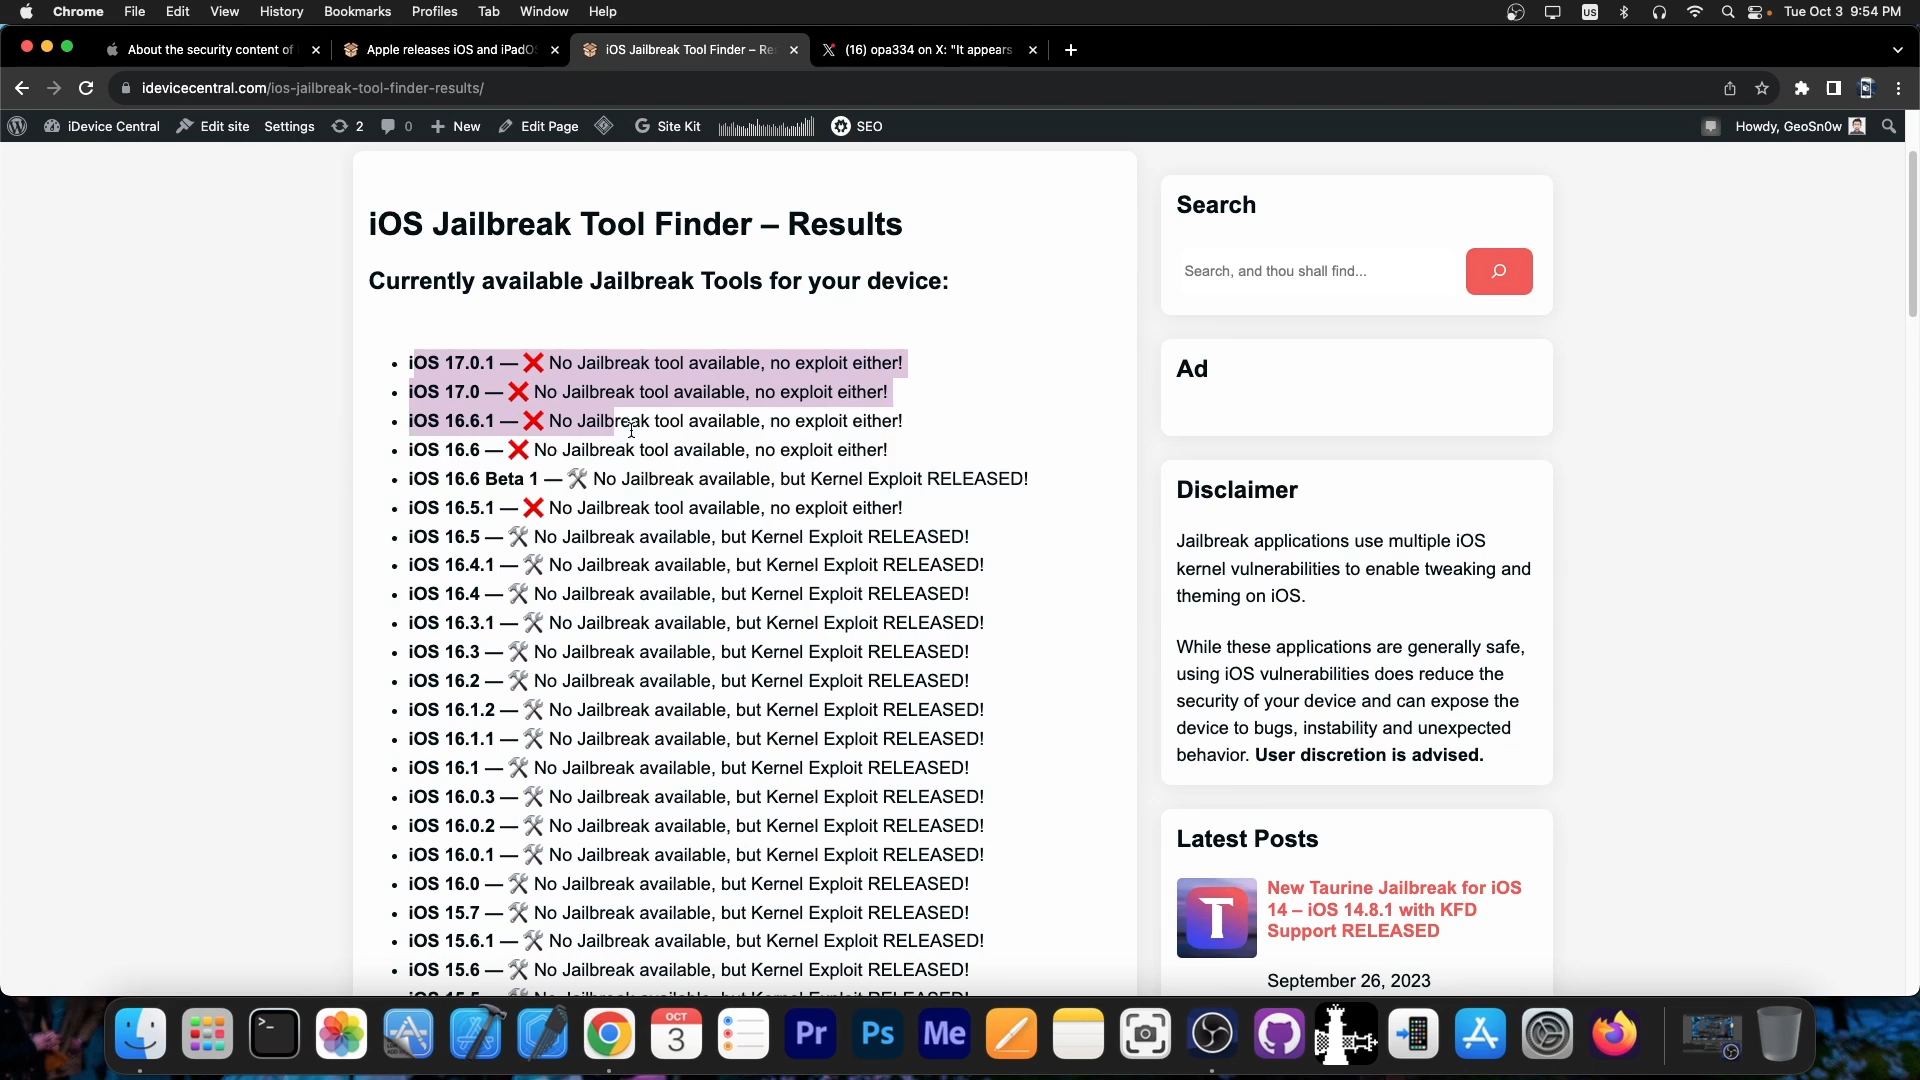 Chrome File Edit View History Bookmarks Profiles Tab Window Help US Tue Oct 3 9:54 PM
About the security content of
Apple releases iOS and iPadOS
iOS Jailbreak Tool Finder – Re
(16) opa334 on X: "It appears
idevicecentral.com/ios-jailbreak-tool-finder-results/
iDevice Central Edit site Settings 2 0 New Edit Page Site Kit SEO Howdy, GeoSn0w
iOS Jailbreak Tool Finder – Results
Currently available Jailbreak Tools for your device:
• iOS 17.0.1 — ❌ No Jailbreak tool available, no exploit either!
• iOS 17.0 — ❌ No Jailbreak tool available, no exploit either!
• iOS 16.6.1 — ❌ No Jailbreak tool available, no exploit either!
• iOS 16.6 — ❌ No Jailbreak tool available, no exploit either!
• iOS 16.6 Beta 1 — 🛠 No Jailbreak available, but Kernel Exploit RELEASED!
• iOS 16.5.1 — ❌ No Jailbreak tool available, no exploit either!
• iOS 16.5 — 🛠 No Jailbreak available, but Kernel Exploit RELEASED!
• iOS 16.4.1 — 🛠 No Jailbreak available, but Kernel Exploit RELEASED!
• iOS 16.4 — 🛠 No Jailbreak available, but Kernel Exploit RELEASED!
• iOS 16.3.1 — 🛠 No Jailbreak available, but Kernel Exploit RELEASED!
• iOS 16.3 — 🛠 No Jailbreak available, but Kernel Exploit RELEASED!
• iOS 16.2 — 🛠 No Jailbreak available, but Kernel Exploit RELEASED!
• iOS 16.1.2 — 🛠 No Jailbreak available, but Kernel Exploit RELEASED!
• iOS 16.1.1 — 🛠 No Jailbreak available, but Kernel Exploit RELEASED!
• iOS 16.1 — 🛠 No Jailbreak available, but Kernel Exploit RELEASED!
• iOS 16.0.3 — 🛠 No Jailbreak available, but Kernel Exploit RELEASED!
• iOS 16.0.2 — 🛠 No Jailbreak available, but Kernel Exploit RELEASED!
• iOS 16.0.1 — 🛠 No Jailbreak available, but Kernel Exploit RELEASED!
• iOS 16.0 — 🛠 No Jailbreak available, but Kernel Exploit RELEASED!
• iOS 15.7 — 🛠 No Jailbreak available, but Kernel Exploit RELEASED!
• iOS 15.6.1 — 🛠 No Jailbreak available, but Kernel Exploit RELEASED!
• iOS 15.6 — 🛠 No Jailbreak available, but Kernel Exploit RELEASED!
Search
Search, and thou shall find...
Ad
Disclaimer
Jailbreak applications use multiple iOS
kernel vulnerabilities to enable tweaking and
theming on iOS.
While these applications are generally safe,
using iOS vulnerabilities does reduce the
security of your device and can expose the
device to bugs, instability and unexpected
behavior. User discretion is advised.
Latest Posts
T
New Taurine Jailbreak for iOS
14 – iOS 14.8.1 with KFD
Support RELEASED
September 26, 2023
OCT
3
Pr
Ps
Me